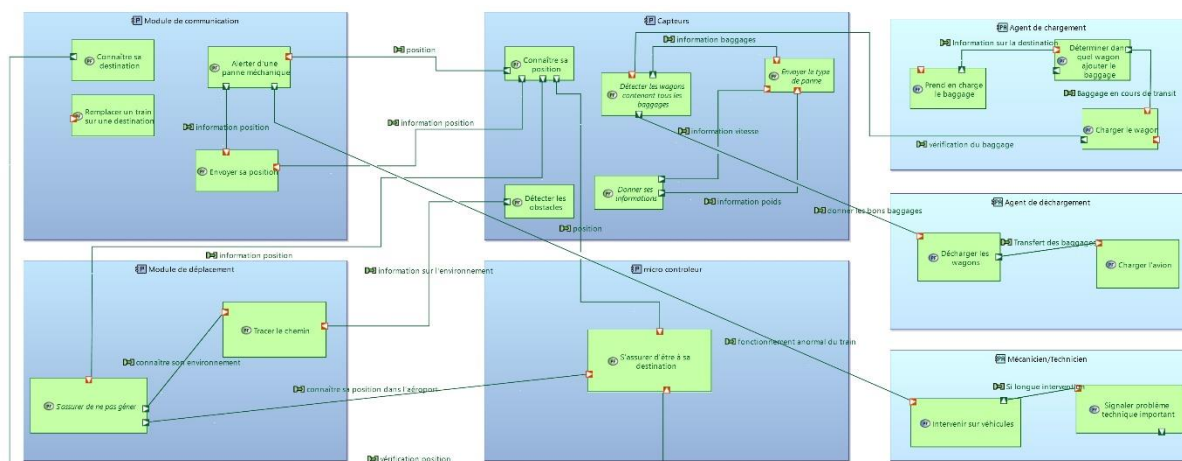 Module de communication
Connaître sa
destination
Alerter d'une
panne méchanique
Remplacer un train
sur une destination
information position
Envoyer sa position
position
information position
Capteurs
Connaître sa
position
information baggages
Détecter les wagons
contenant tous les
baggages
Envoyer le type
de panne
information vitesse
Donner ses
informations
information poids
Détecter les
obstacles
position
Agent de chargement
Information sur la destination
Prend en charge
le baggage
Déterminer dan
quel wagon
ajouter le
baggage
Baggage en cours de transit
Charger le wagon
vérification du baggage
Agent de déchargement
donner les bons baggages
Décharger les
wagons
Transfert des baggages
Charger l'avion
information position
Module de déplacement
information sur l'environnement
Tracer le chemin
connaître son environnement
S'assurer de ne pas gêner
connaître sa position dans l'aéroport
vérification position
micro controleur
S'assurer d'être à sa
destination
fonctionnement anormal du train
Mécanicien/Technicien
Si longue intervention
Intervenir sur véhicules
Signaler problème
technique important